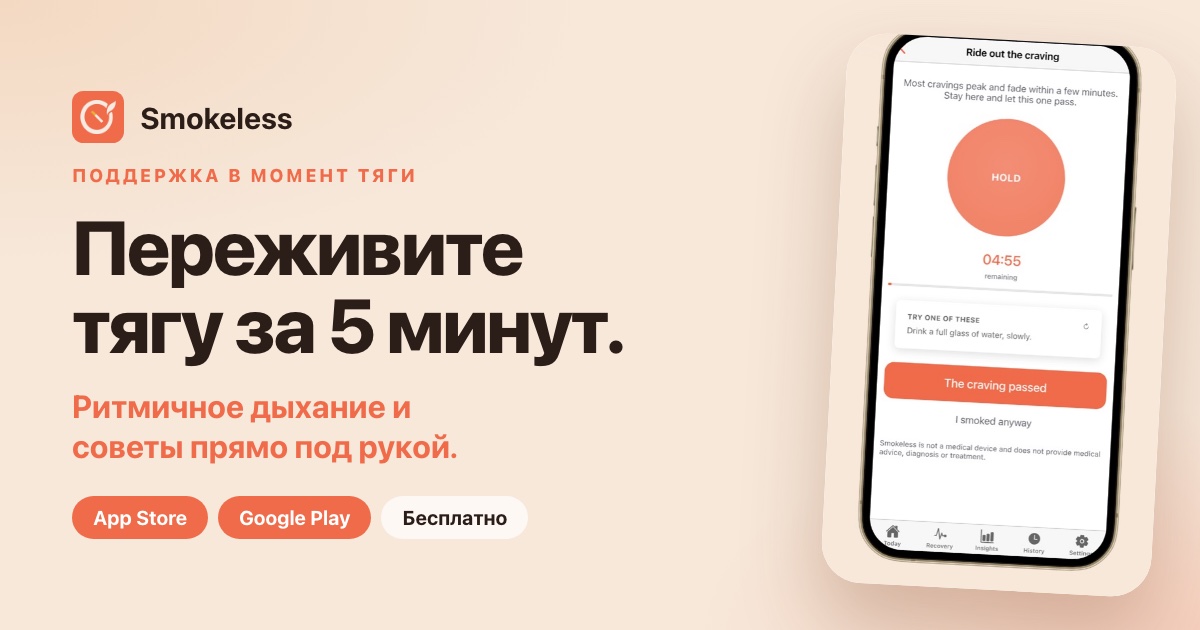 Smokeless
ПОДДЕРЖКА В МОМЕНТ ТЯГИ
Переживите
тягу за 5 минут.
Ритмичное дыхание и
советы прямо под рукой.
App Store
Google Play
Бесплатно
Ride out the craving
Most cravings peak and fade within a few minutes.
Stay here and let this one pass.
HOLD
04:55
remaining
TRY ONE OF THESE
Drink a full glass of water, slowly.
The craving passed
I smoked anyway
Smokeless is not a medical device and does not provide medical
advice, diagnosis or treatment.
Today
Recovery
Insights
History
Settings